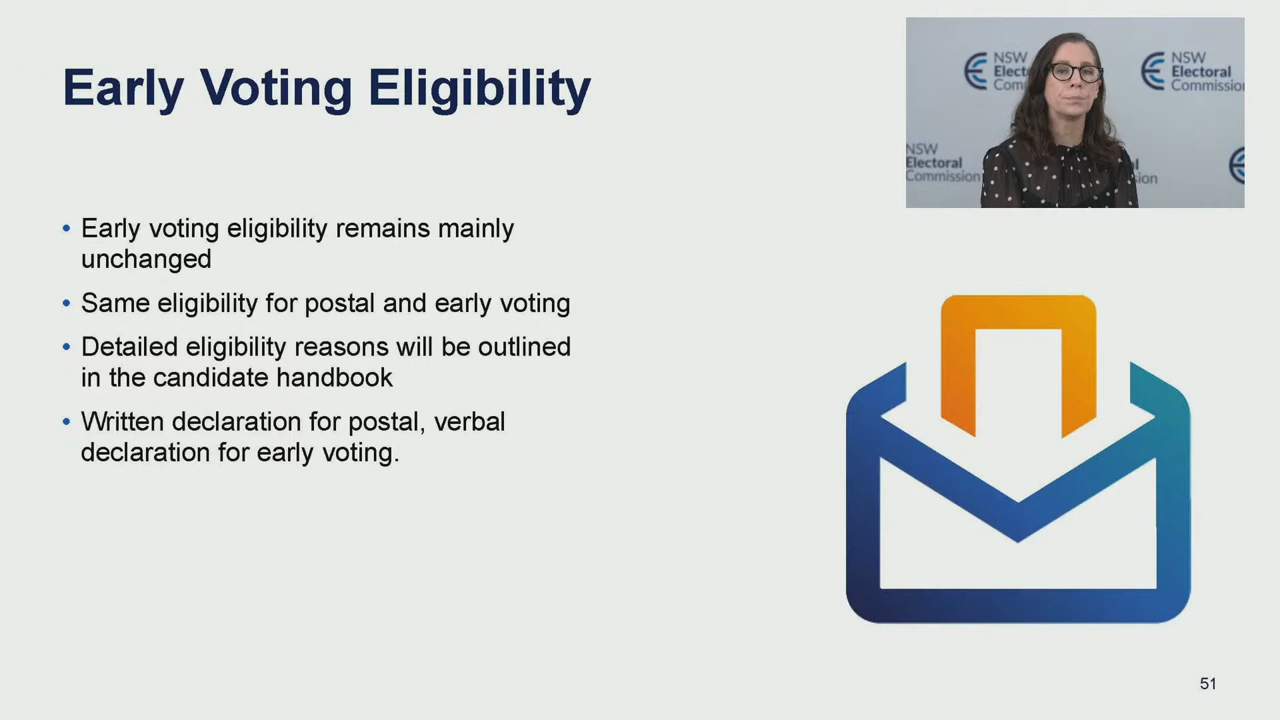 Early Voting Eligibility
NSW
Electoral
Commission
NSW
Electoral
Commission
• Early voting eligibility remains mainly
unchanged
• Same eligibility for postal and early voting
• Detailed eligibility reasons will be outlined
in the candidate handbook
• Written declaration for postal, verbal
declaration for early voting.
51